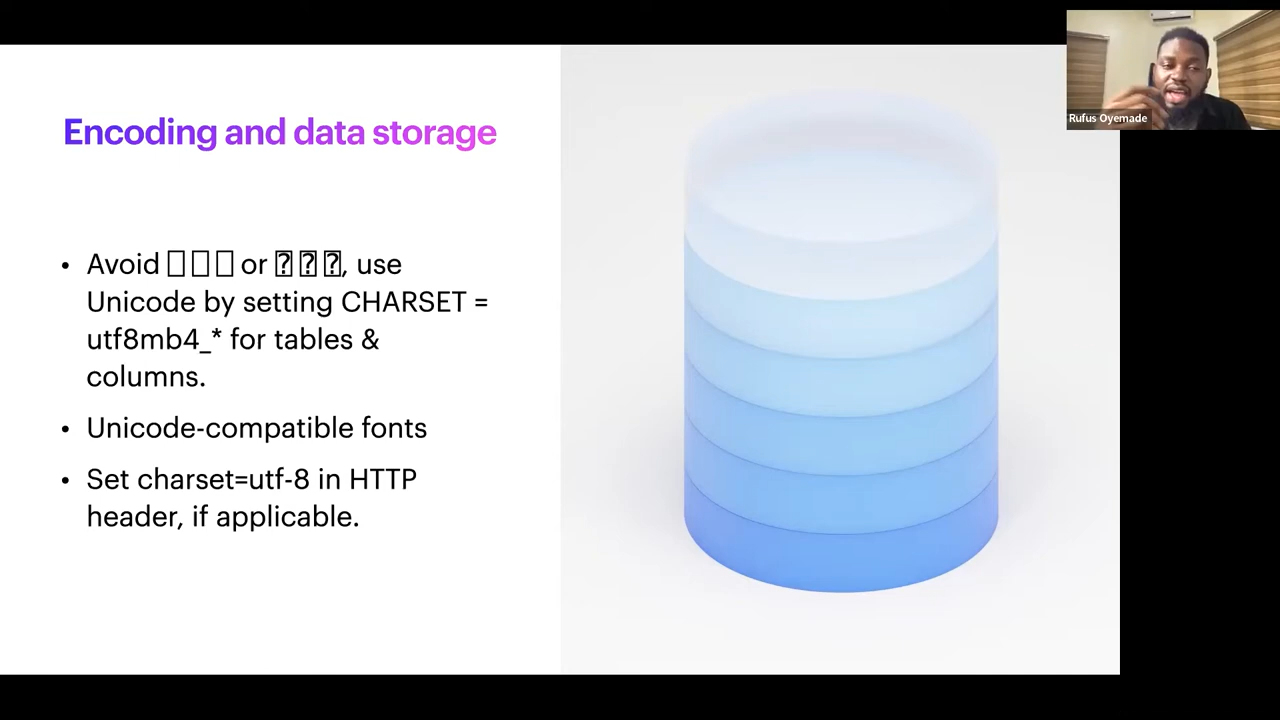 Encoding and data storage
• Avoid □□□ or ⍰⍰⍰, use
Unicode by setting CHARSET =
utf8mb4_* for tables &
columns.
• Unicode-compatible fonts
• Set charset=utf-8 in HTTP
header, if applicable.
Rufus Oyemade